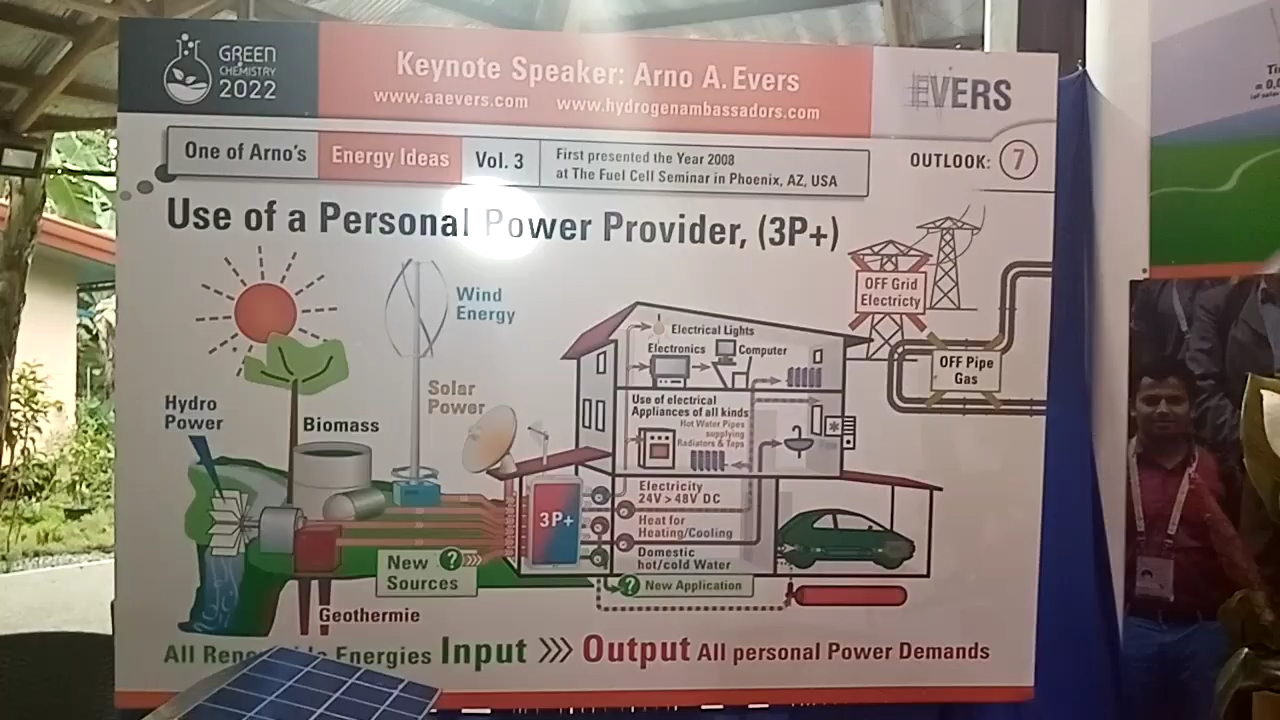 GREEN
CHEMISTRY
2022
Keynote Speaker: Arno A. Evers
www.aaevers.com www.hydrogenambassadors.com
EVERS
One of Arno's Energy Ideas Vol. 3
First presented the Year 2008
at The Fuel Cell Seminar in Phoenix, AZ, USA
OUTLOOK: 7
Use of a Personal Power Provider, (3P+)
Wind
Energy
OFF Grid
Electricty
Electrical Lights
Electronics Computer
OFF Pipe
Gas
Solar
Power
Hydro
Power
Biomass
Use of electrical
Appliances of all kinds
Hot Water Pipes
supplying
Radiators & Taps
3P+
Electricity
24V > 48V DC
Heat for
Heating/Cooling
Domestic
hot/cold Water
New ?
Sources
? New Application
Geothermie
All Energies Input >>> Output All personal Power Demands